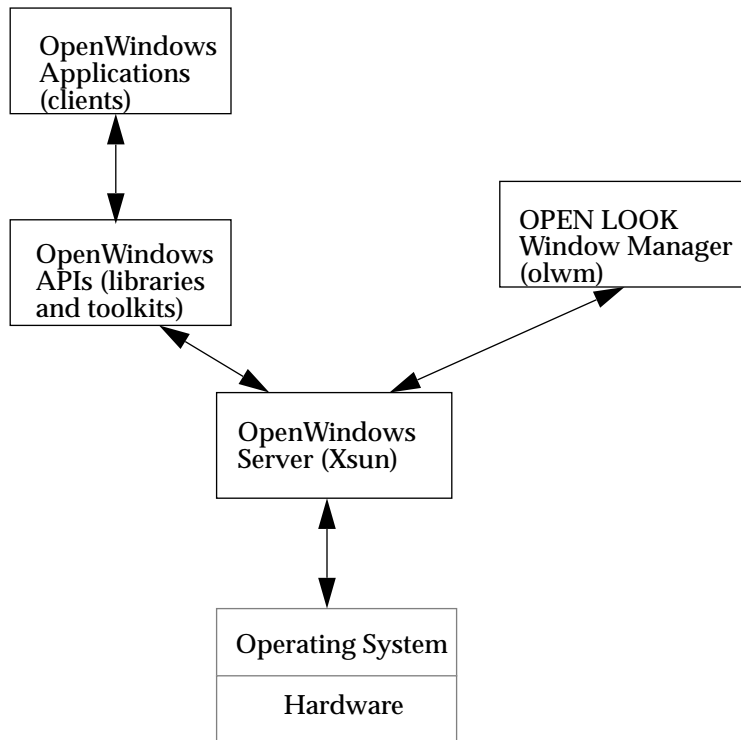 OpenWindows
Applications
(clients)
OPEN LOOK
Window Manager
(olwm)
OpenWindows
APIs (libraries
and toolkits)
OpenWindows
Server (Xsun)
Operating System
Hardware